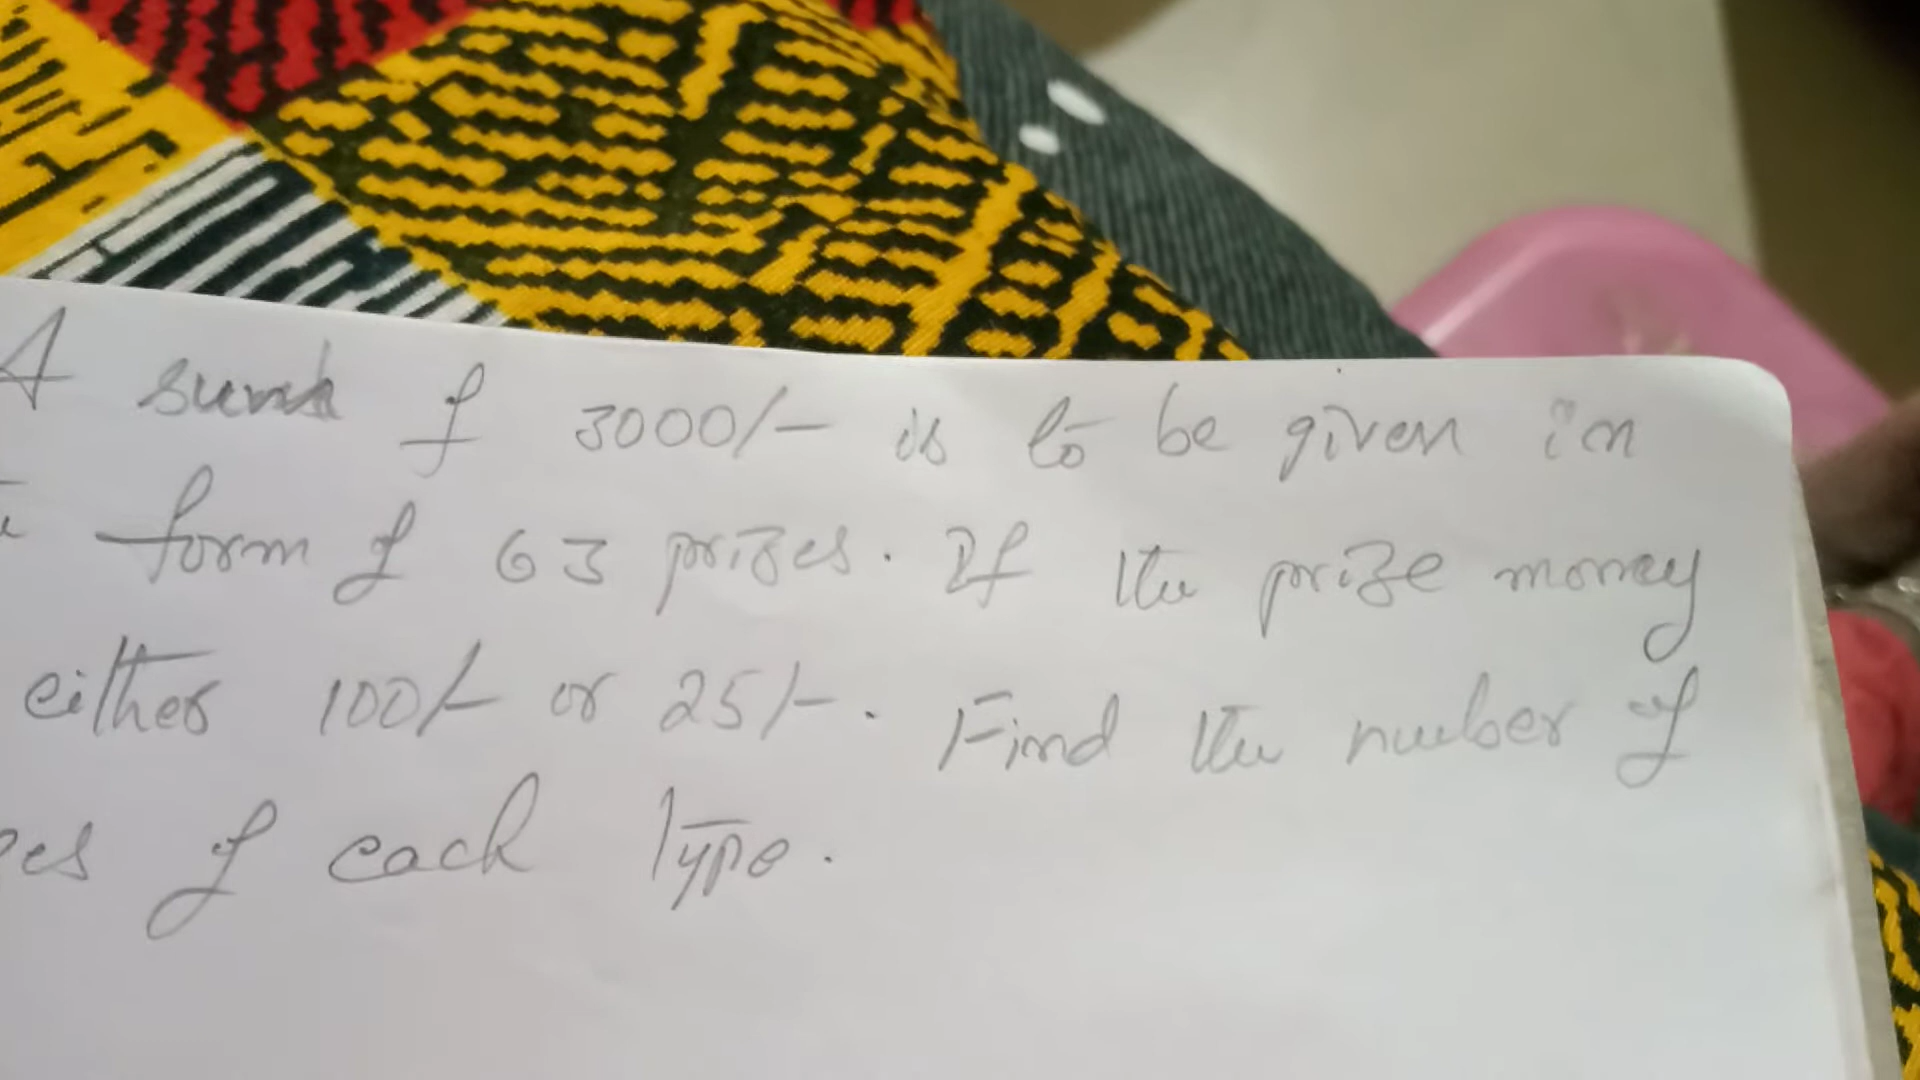 A sum of 3000/- is to be given in
form of 63 prizes. If the prize money
either 100/- or 25/-. Find the number of
of each type.